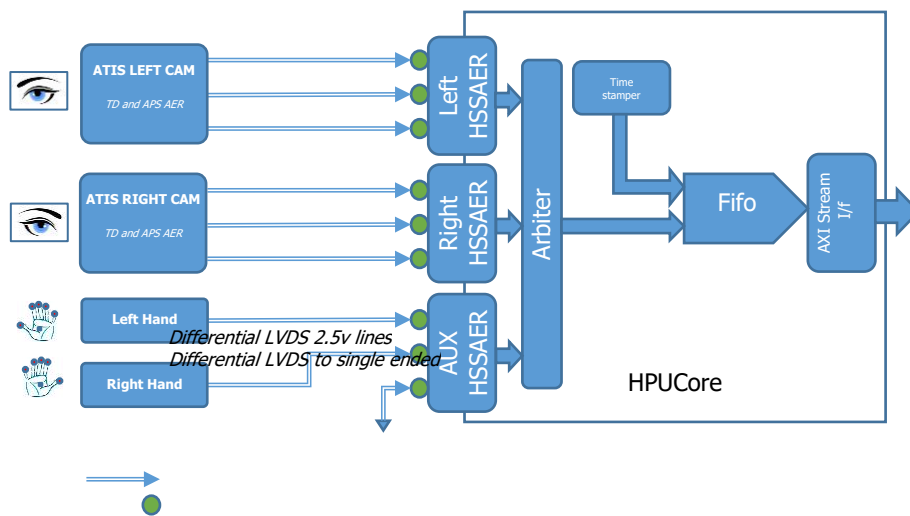 ATIS LEFT CAM
TD and APS AER
Left
HSSAER
Time
stamper
ATIS RIGHT CAM
TD and APS AER
Right
HSSAER
Arbiter
Fifo
AXI Stream
I/f
Left Hand
Differential LVDS 2.5v lines
Differential LVDS to single ended
Right Hand
AUX
HSSAER
HPUCore